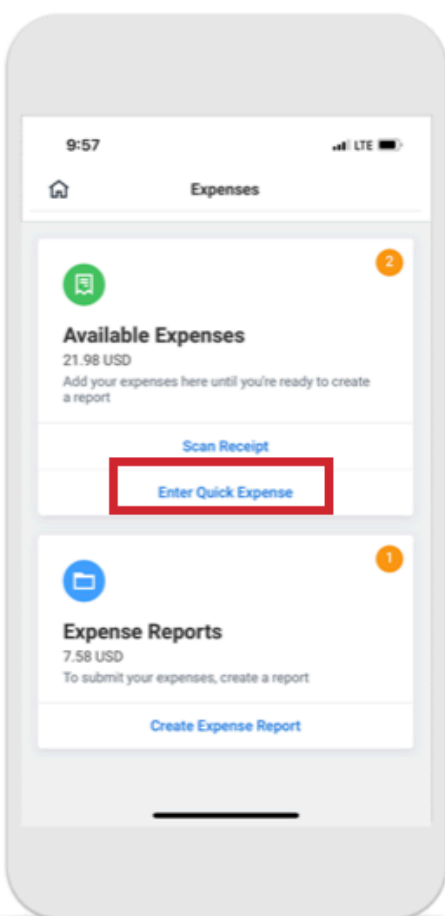 9:57
LTE
Expenses
2
Available Expenses
21.98 USD
Add your expenses here until you're ready to create
a report
Scan Receipt
Enter Quick Expense
1
Expense Reports
7.58 USD
To submit your expenses, create a report
Create Expense Report